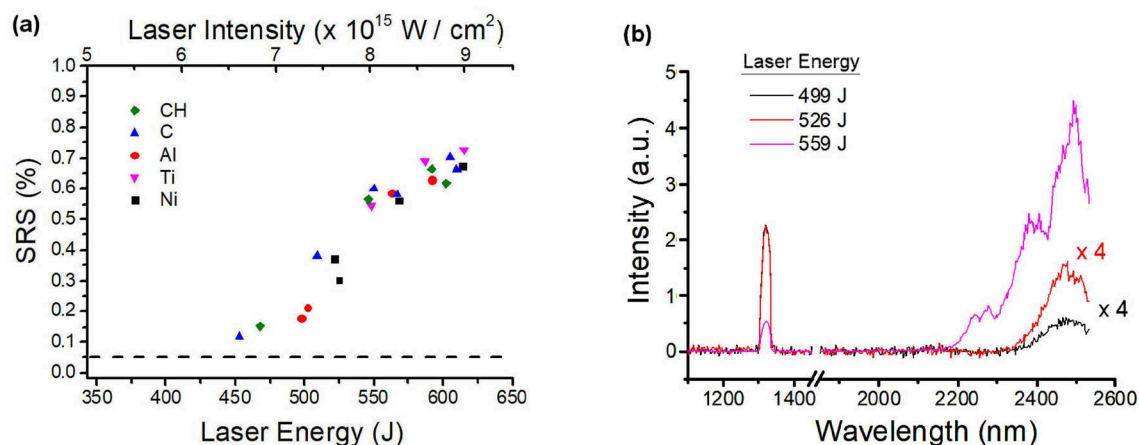 (a)
Laser Intensity (x 10^15 W / cm^2)
5 6 7 8 9
1.0
0.9
0.8
0.7
0.6
0.5
0.4
0.3
0.2
0.1
0.0
SRS (%)
CH
C
Al
Ti
Ni
350 400 450 500 550 600 650
Laser Energy (J)
(b)
Laser Energy
499 J
526 J
559 J
5
4
3
2
1
0
Intensity (a.u.)
x 4
x 4
1200 1400 2000 2200 2400 2600
Wavelength (nm)